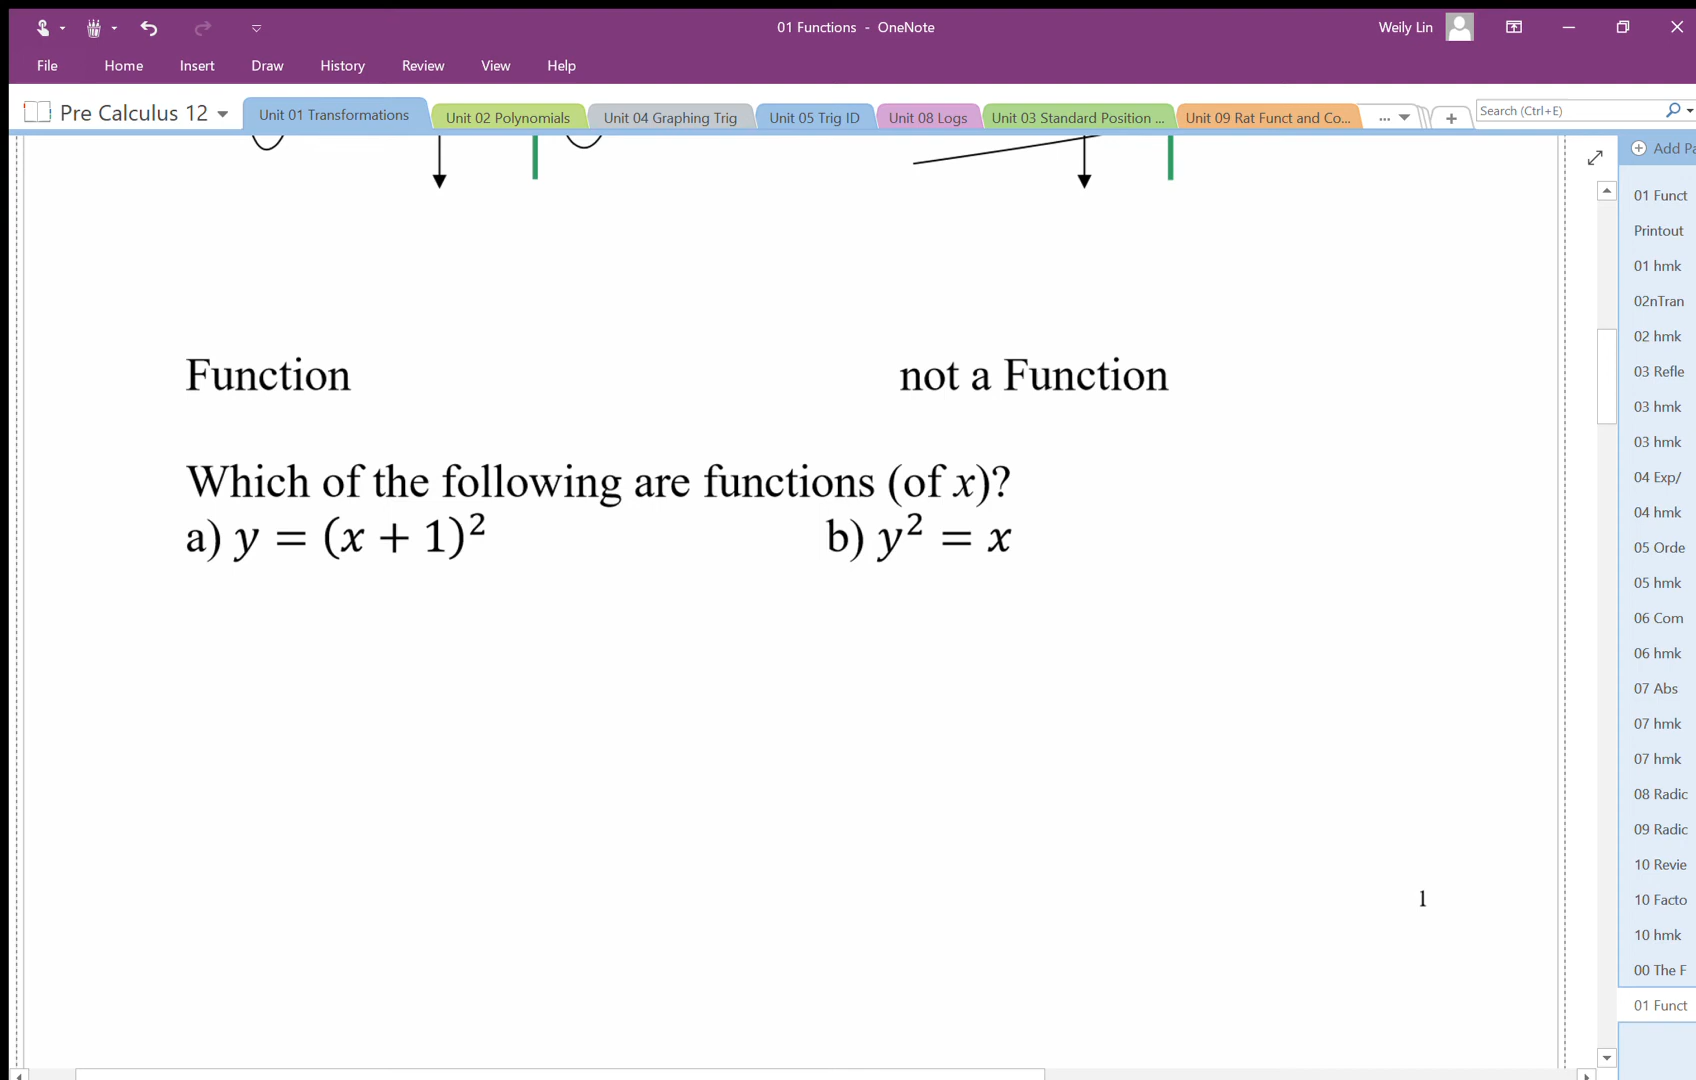 01 Functions - OneNote
Weily Lin
File Home Insert Draw History Review View Help
Pre Calculus 12
Unit 01 Transformations
Unit 02 Polynomials
Unit 04 Graphing Trig
Unit 05 Trig ID
Unit 08 Logs
Unit 03 Standard Position ...
Unit 09 Rat Funct and Co...
...
Search (Ctrl+E)
Function
not a Function
Which of the following are functions (of x)?
a) y = (x + 1)²
b) y² = x
1
Add Pa
01 Funct
Printout
01 hmk
02nTran
02 hmk
03 Refle
03 hmk
03 hmk
04 Exp/
04 hmk
05 Orde
05 hmk
06 Com
06 hmk
07 Abs
07 hmk
07 hmk
08 Radic
09 Radic
10 Revie
10 Facto
10 hmk
00 The F
01 Funct